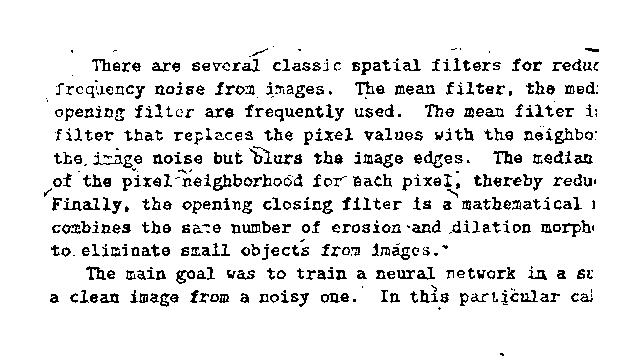 There are several classic spatial filters for reduc
frequency noise from images. The mean filter, the med
opening filter are frequently used. The mean filter i
filter that replaces the pixel values with the neighbo
the image noise but blurs the image edges. The median
of the pixel neighborhood for each pixel, thereby redu
Finally, the opening closing filter is a mathematical
combines the same number of erosion and dilation morph
to eliminate small objects from images.
The main goal was to train a neural network in a su
a clean image from a noisy one. In this particular ca